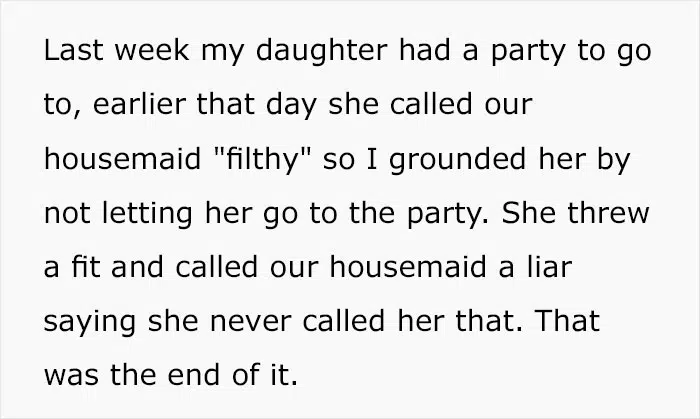 Last week my daughter had a party to go
to, earlier that day she called our
housemaid "filthy" so I grounded her by
not letting her go to the party. She threw
a fit and called our housemaid a liar
saying she never called her that. That
was the end of it.